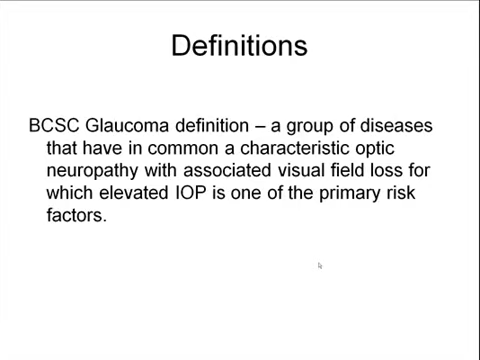 Definitions
BCSC Glaucoma definition – a group of diseases
that have in common a characteristic optic
neuropathy with associated visual field loss for
which elevated IOP is one of the primary risk
factors.